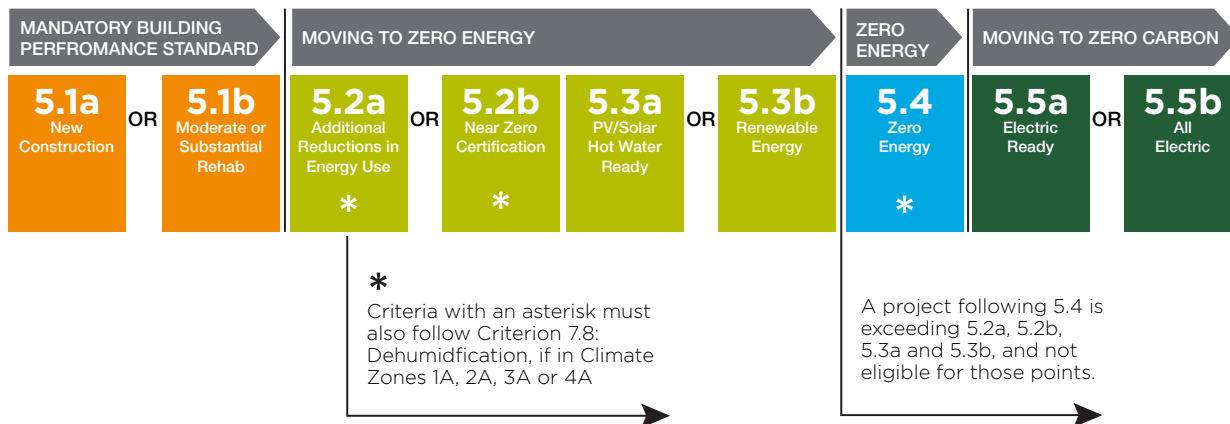 MANDATORY BUILDING
PERFROMANCE STANDARD
MOVING TO ZERO ENERGY
ZERO
ENERGY
MOVING TO ZERO CARBON
5.1a
New
Construction
OR
5.1b
Moderate or
Substantial
Rehab
5.2a
Additional
Reductions in
Energy Use
*
OR
5.2b
Near Zero
Certification
*
5.3a
PV/Solar
Hot Water
Ready
OR
5.3b
Renewable
Energy
5.4
Zero
Energy
*
5.5a
Electric
Ready
OR
5.5b
All
Electric
*
Criteria with an asterisk must
also follow Criterion 7.8:
Dehumidfication, if in Climate
Zones 1A, 2A, 3A or 4A
A project following 5.4 is
exceeding 5.2a, 5.2b,
5.3a and 5.3b, and not
eligible for those points.